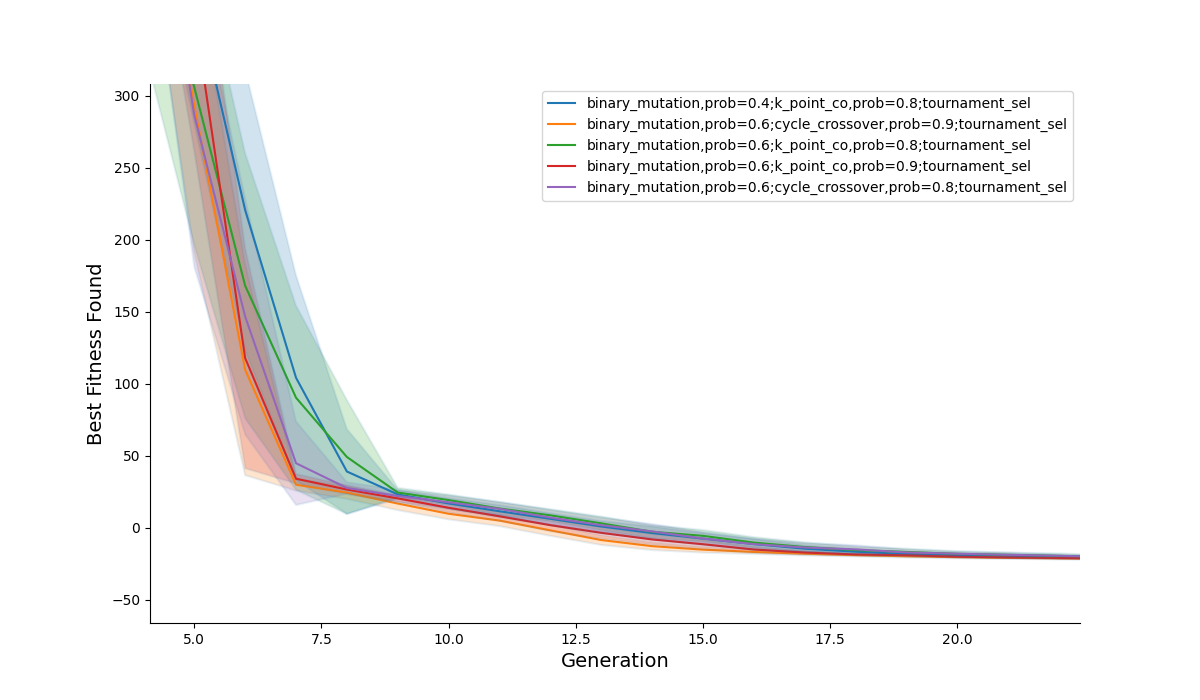 300
250
200
150
100
50
0
−50
Best Fitness Found
binary_mutation,prob=0.4;k_point_co,prob=0.8;tournament_sel
binary_mutation,prob=0.6;cycle_crossover,prob=0.9;tournament_sel
binary_mutation,prob=0.6;k_point_co,prob=0.8;tournament_sel
binary_mutation,prob=0.6;k_point_co,prob=0.9;tournament_sel
binary_mutation,prob=0.6;cycle_crossover,prob=0.8;tournament_sel
5.0 7.5 10.0 12.5 15.0 17.5 20.0
Generation